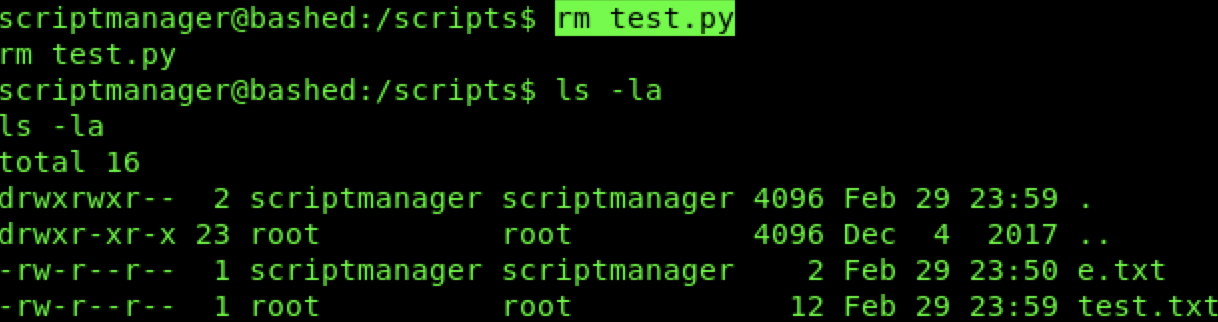 scriptmanager@bashed:/scripts$ rm test.py
rm test.py
scriptmanager@bashed:/scripts$ ls -la
ls -la
total 16
drwxrwxr--  2 scriptmanager scriptmanager 4096 Feb 29 23:59 .
drwxr-xr-x 23 root          root          4096 Dec  4  2017 ..
-rw-r--r--  1 scriptmanager scriptmanager    2 Feb 29 23:50 e.txt
-rw-r--r--  1 root          root            12 Feb 29 23:59 test.txt